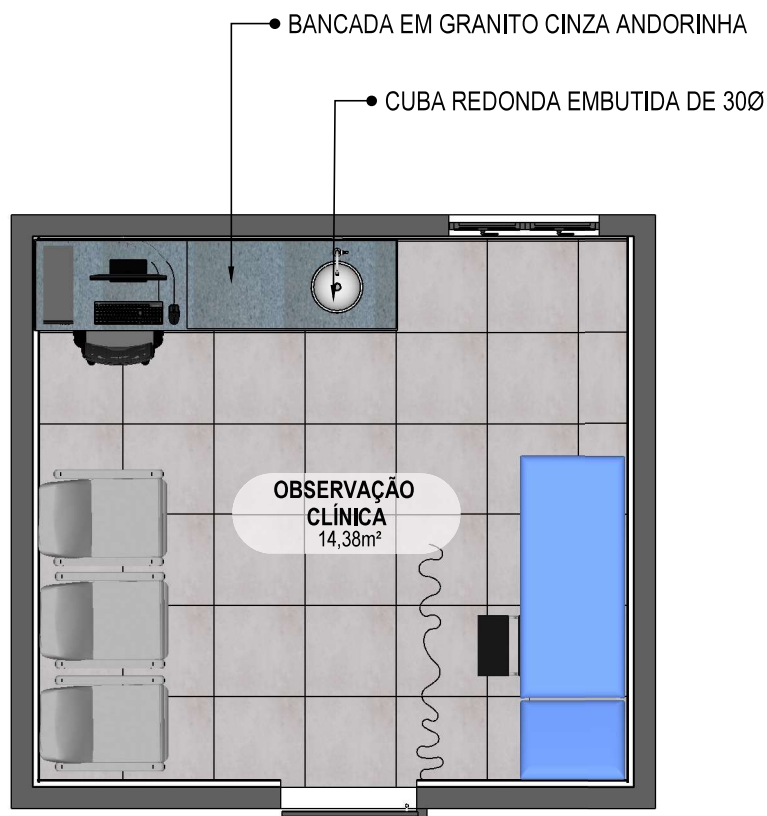 BANCADA EM GRANITO CINZA ANDORINHA
CUBA REDONDA EMBUTIDA DE 30Ø
OBSERVAÇÃO
CLÍNICA
14,38m²